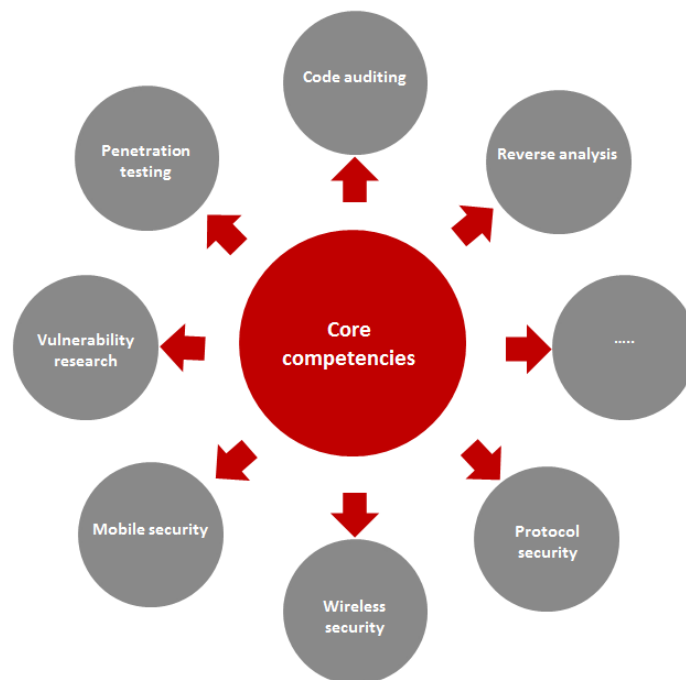 Code auditing
Penetration
testing
Reverse analysis
Core
competencies
Vulnerability
research
.....
Mobile security
Protocol
security
Wireless
security